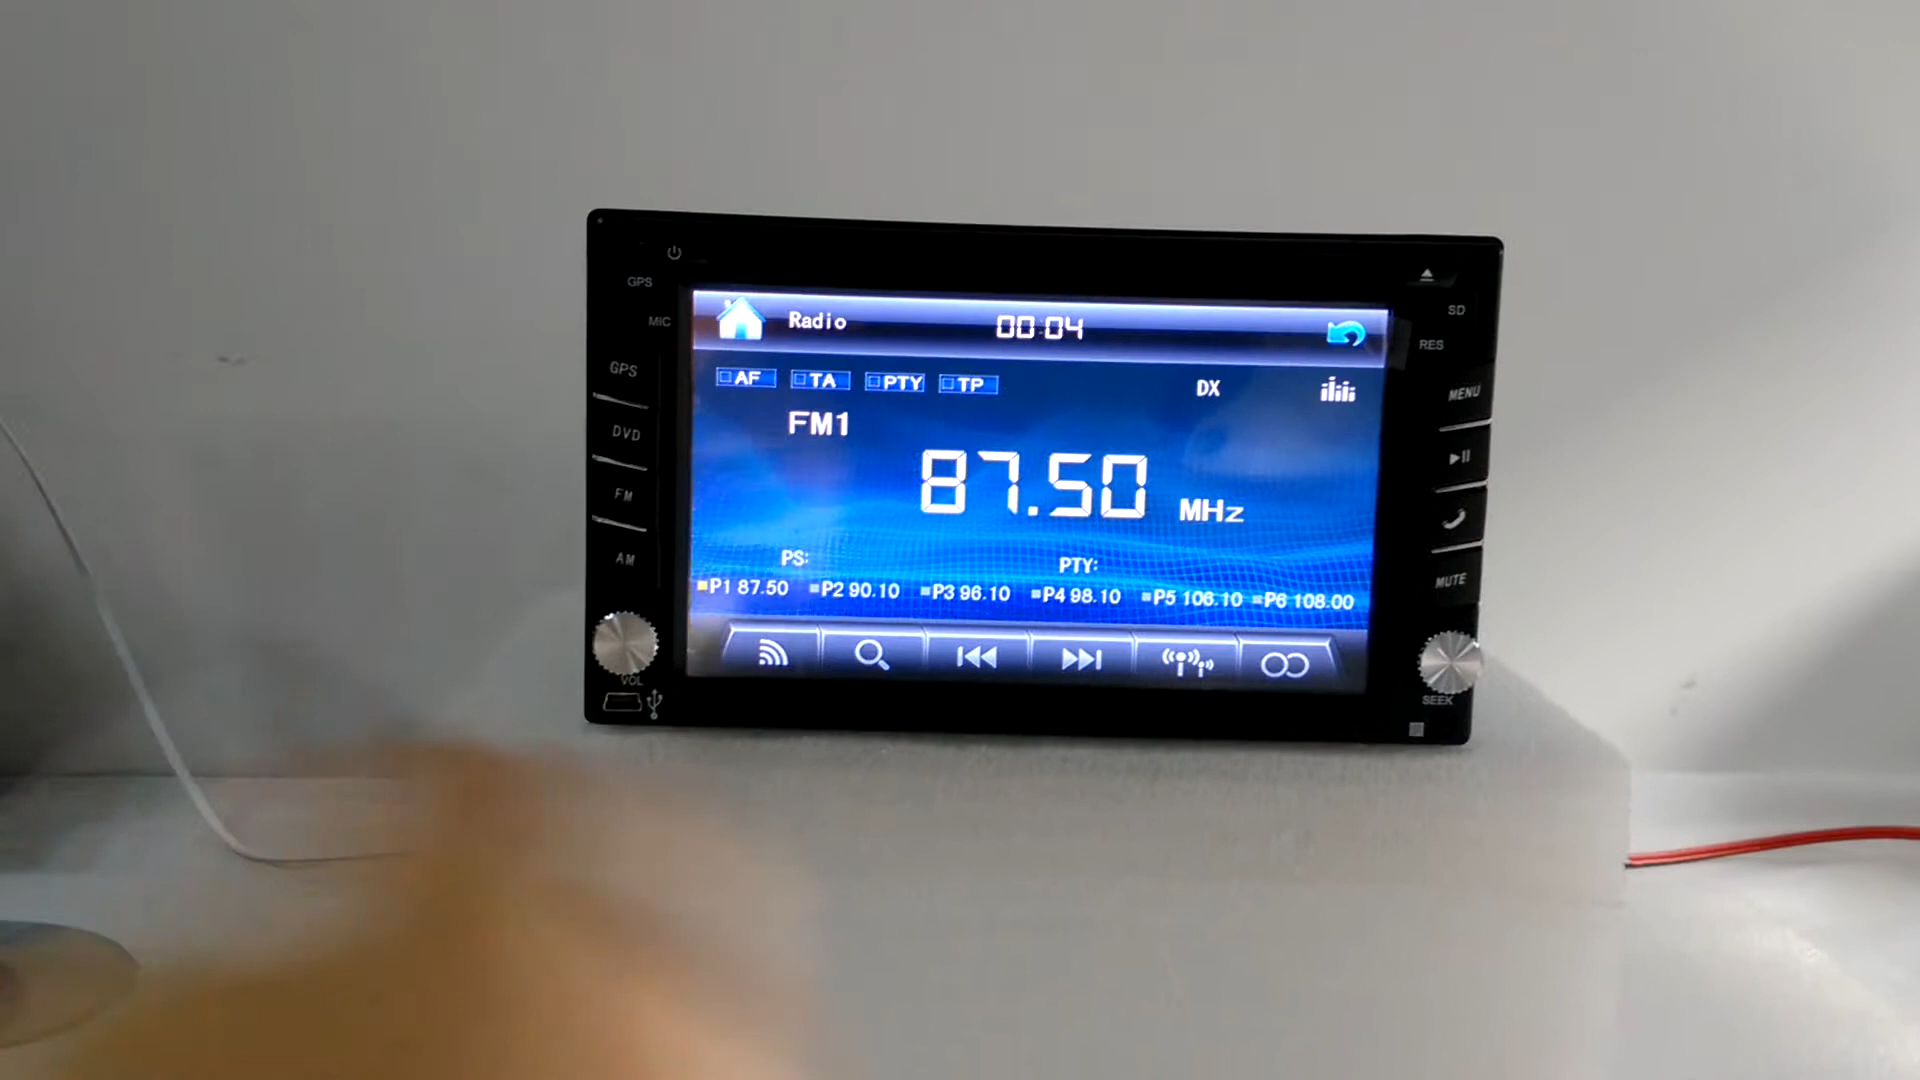 GPS
MIC
GPS
DVD
FM
AM
VOL
Radio 00:04
AF TA PTY TP DX
FM1
87.50 MHz
PS: PTY:
P1 87.50 P2 90.10 P3 96.10 P4 98.10 P5 106.10 P6 108.00
SD
RES
MENU
MUTE
SEEK